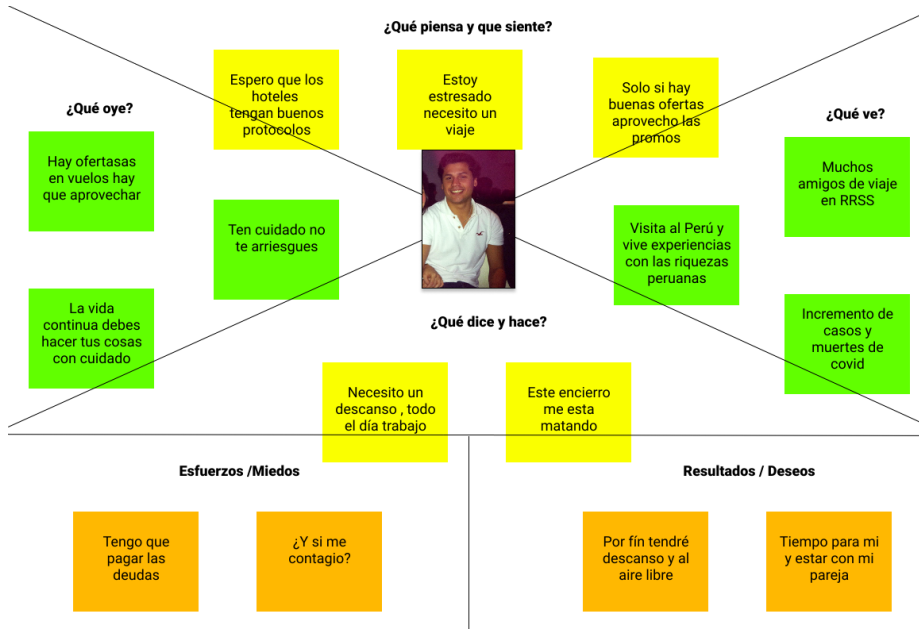 ¿Qué piensa y que siente?
Espero que los
hoteles
tengan buenos
protocolos
Estoy
estresado
necesito un
viaje
Solo si hay
buenas ofertas
aprovecho las
promos
¿Qué oye?
Hay ofertasas
en vuelos hay
que aprovechar
Ten cuidado
no te
arriesgues
La vida
continua debes
hacer tus cosas
con cuidado
¿Qué ve?
Muchos
amigos de viaje
en RRSS
Visita al Perú y
vive experiencias
con las riquezas
peruanas
Incremento de
casos y
muertes de
covid
¿Qué dice y hace?
Necesito un
descanso , todo
el día trabajo
Este encierro
me esta
matando
Esfuerzos /Miedos
Tengo que
pagar las
deudas
¿Y si me
contagio?
Resultados / Deseos
Por fín tendré
descanso y al
aire libre
Tiempo para mi
y estar con mi
pareja